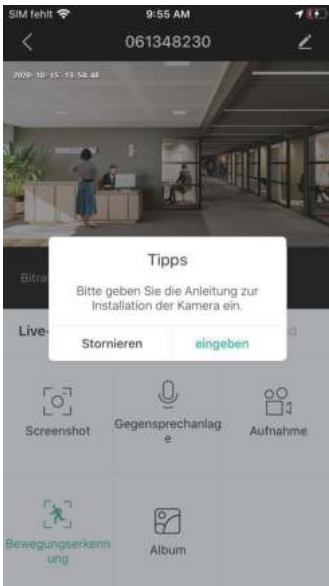 SIM fehlt 9:55 AM
061348230
2020-10-15 13:54:48
Tipps
Bitte geben Sie die Anleitung zur
Installation der Kamera ein.
Stornieren eingeben
Live-
Screenshot
Gegensprechanlag
e
Aufnahme
Bewegungserkenn
ung
Album